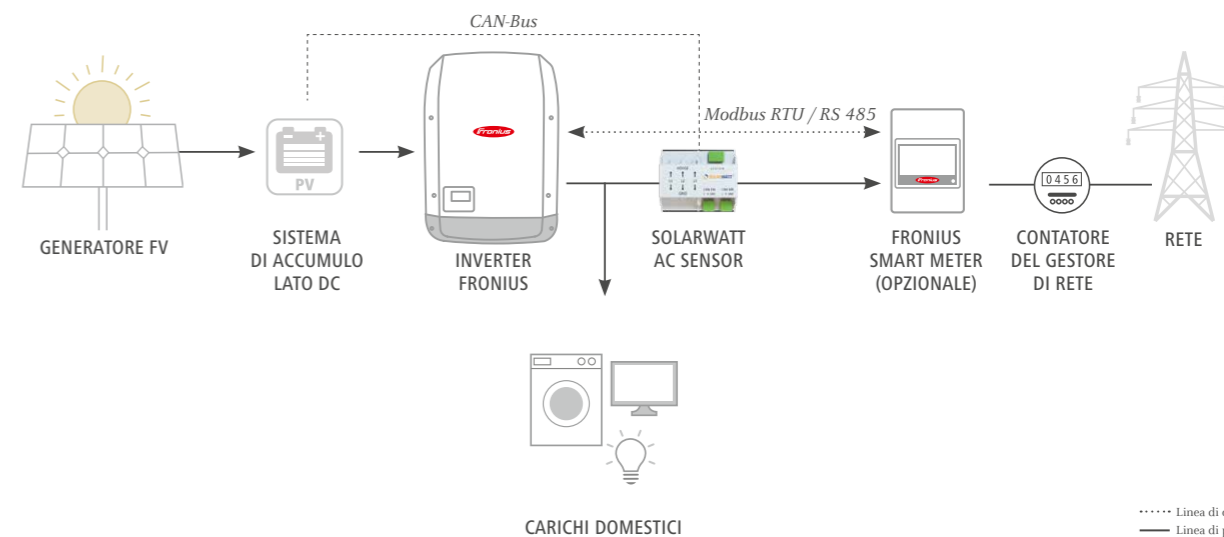 CAN-Bus
Fronius
Modbus RTU / RS 485
PV
0456
Fronius
GENERATORE FV
SISTEMA
DI ACCUMULO
LATO DC
INVERTER
FRONIUS
SOLARWATT
AC SENSOR
FRONIUS
SMART METER
(OPZIONALE)
CONTATORE
DEL GESTORE
DI RETE
RETE
CARICHI DOMESTICI
Linea di
Linea di